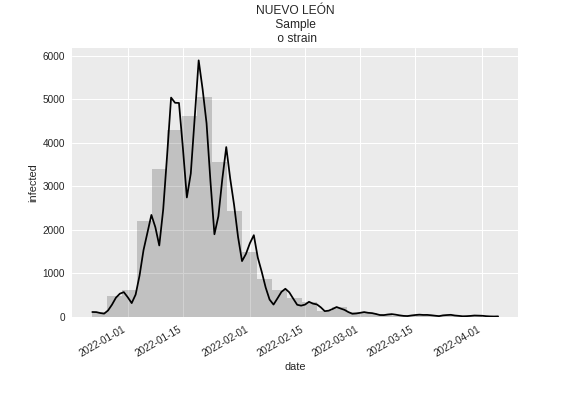 NUEVO LEÓN
Sample
o strain
6000
5000
4000
3000
2000
1000
0
infected
2022-01-01
2022-01-15
2022-02-01
2022-02-15
2022-03-01
2022-03-15
2022-04-01
date